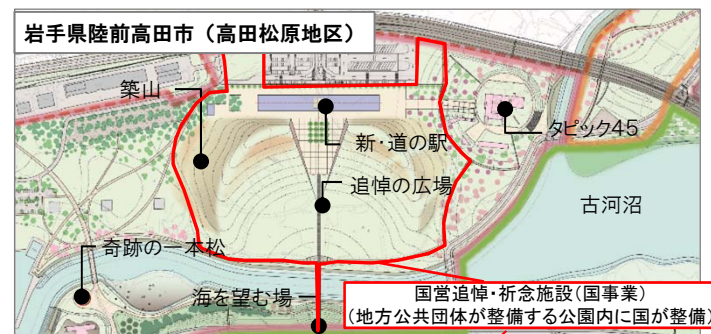 岩手県陸前高田市（高田松原地区）
築山
新・道の駅
タピック45
追悼の広場
古河沼
奇跡の一本松
海を望む場
国営追悼・祈念施設(国事業)
(地方公共団体が整備する公園内に国が整備)